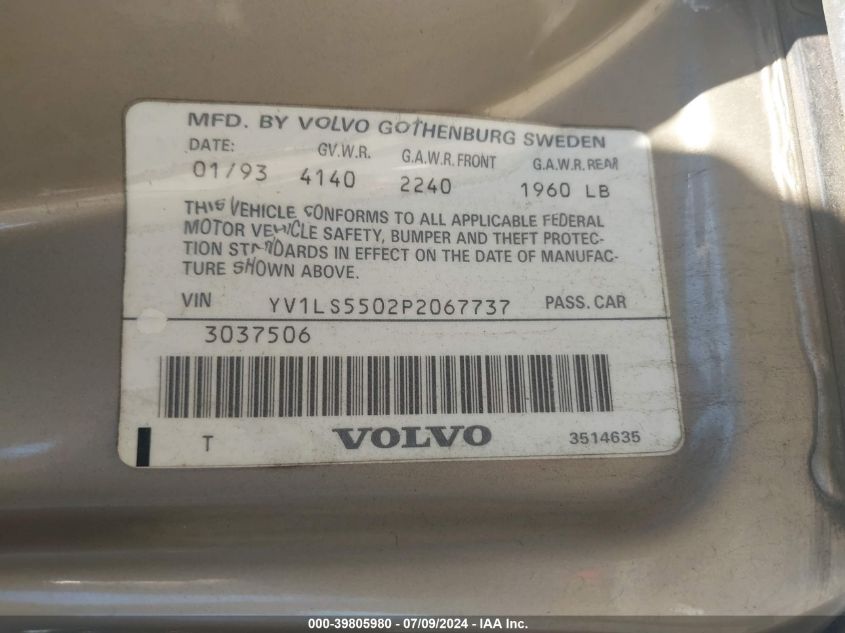 MFD. BY VOLVO GOTHENBURG SWEDEN
DATE: GV.W.R. G.A.W.R. FRONT G.A.W.R. REAR
01/93 4140 2240 1960 LB
THIS VEHICLE CONFORMS TO ALL APPLICABLE FEDERAL
MOTOR VEHICLE SAFETY, BUMPER AND THEFT PROTEC-
TION STANDARDS IN EFFECT ON THE DATE OF MANUFAC-
TURE SHOWN ABOVE.
VIN YV1LS5502P2067737 PASS. CAR
3037506
T VOLVO 3514635
000-39805980 - 07/09/2024 - IAA Inc.